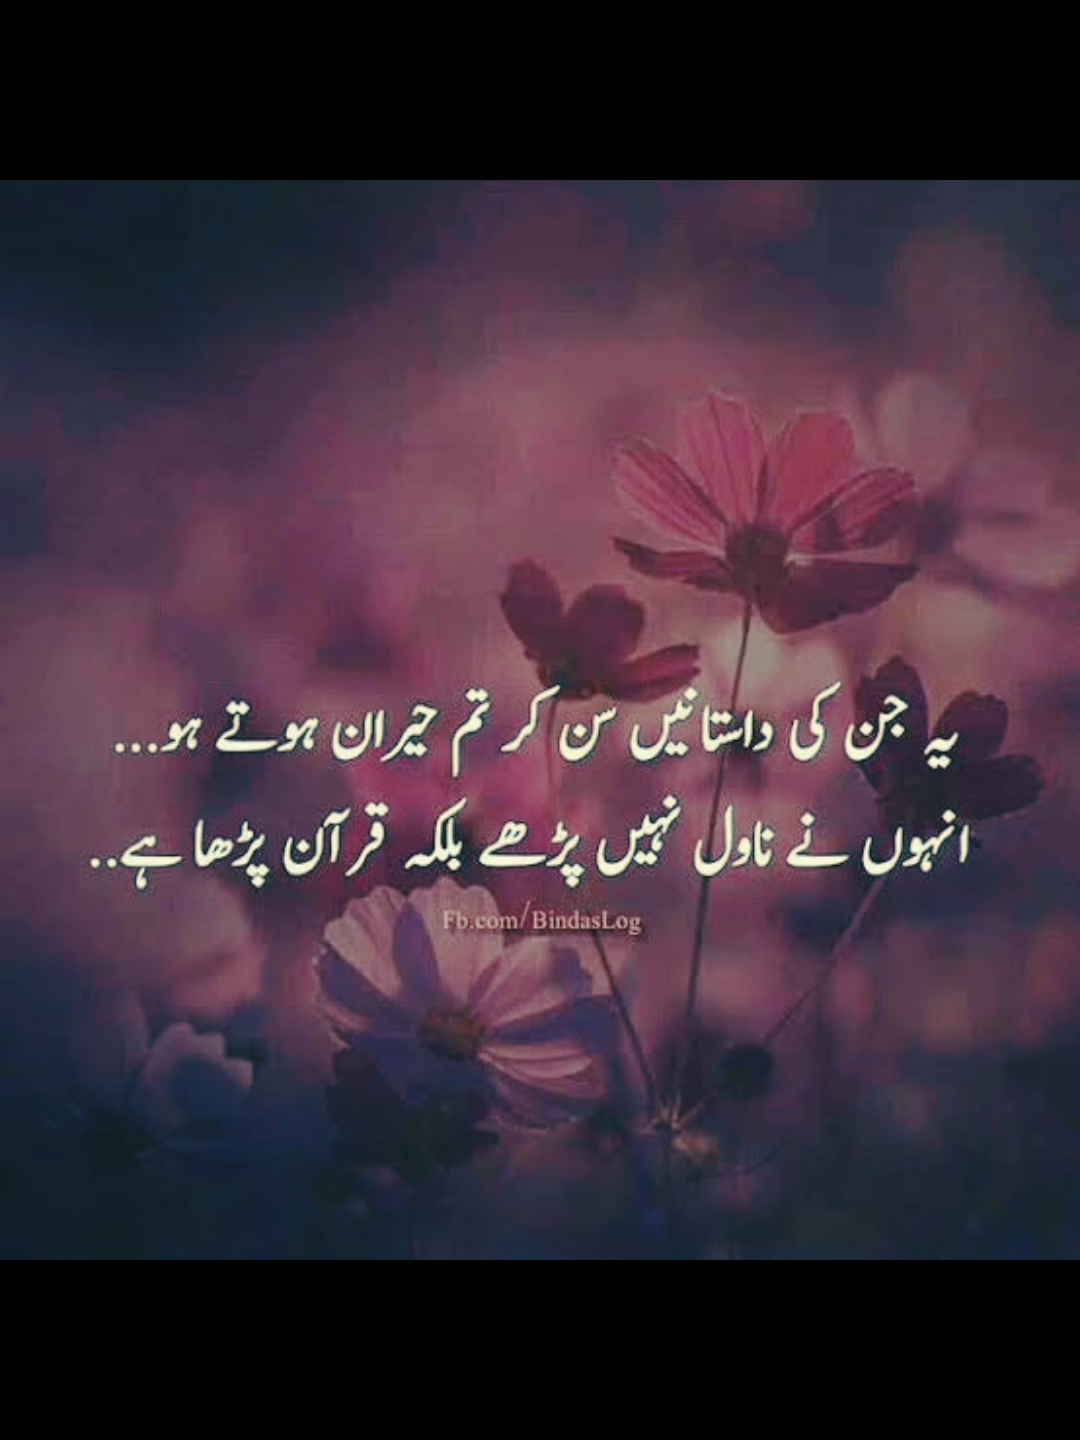 یہ جن کی داستانیں سن کر تم حیران ہوتے ہو...
انہوں نے ناول نہیں پڑھے بلکہ قرآن پڑھا ہے..
Fb.com/BindasLog